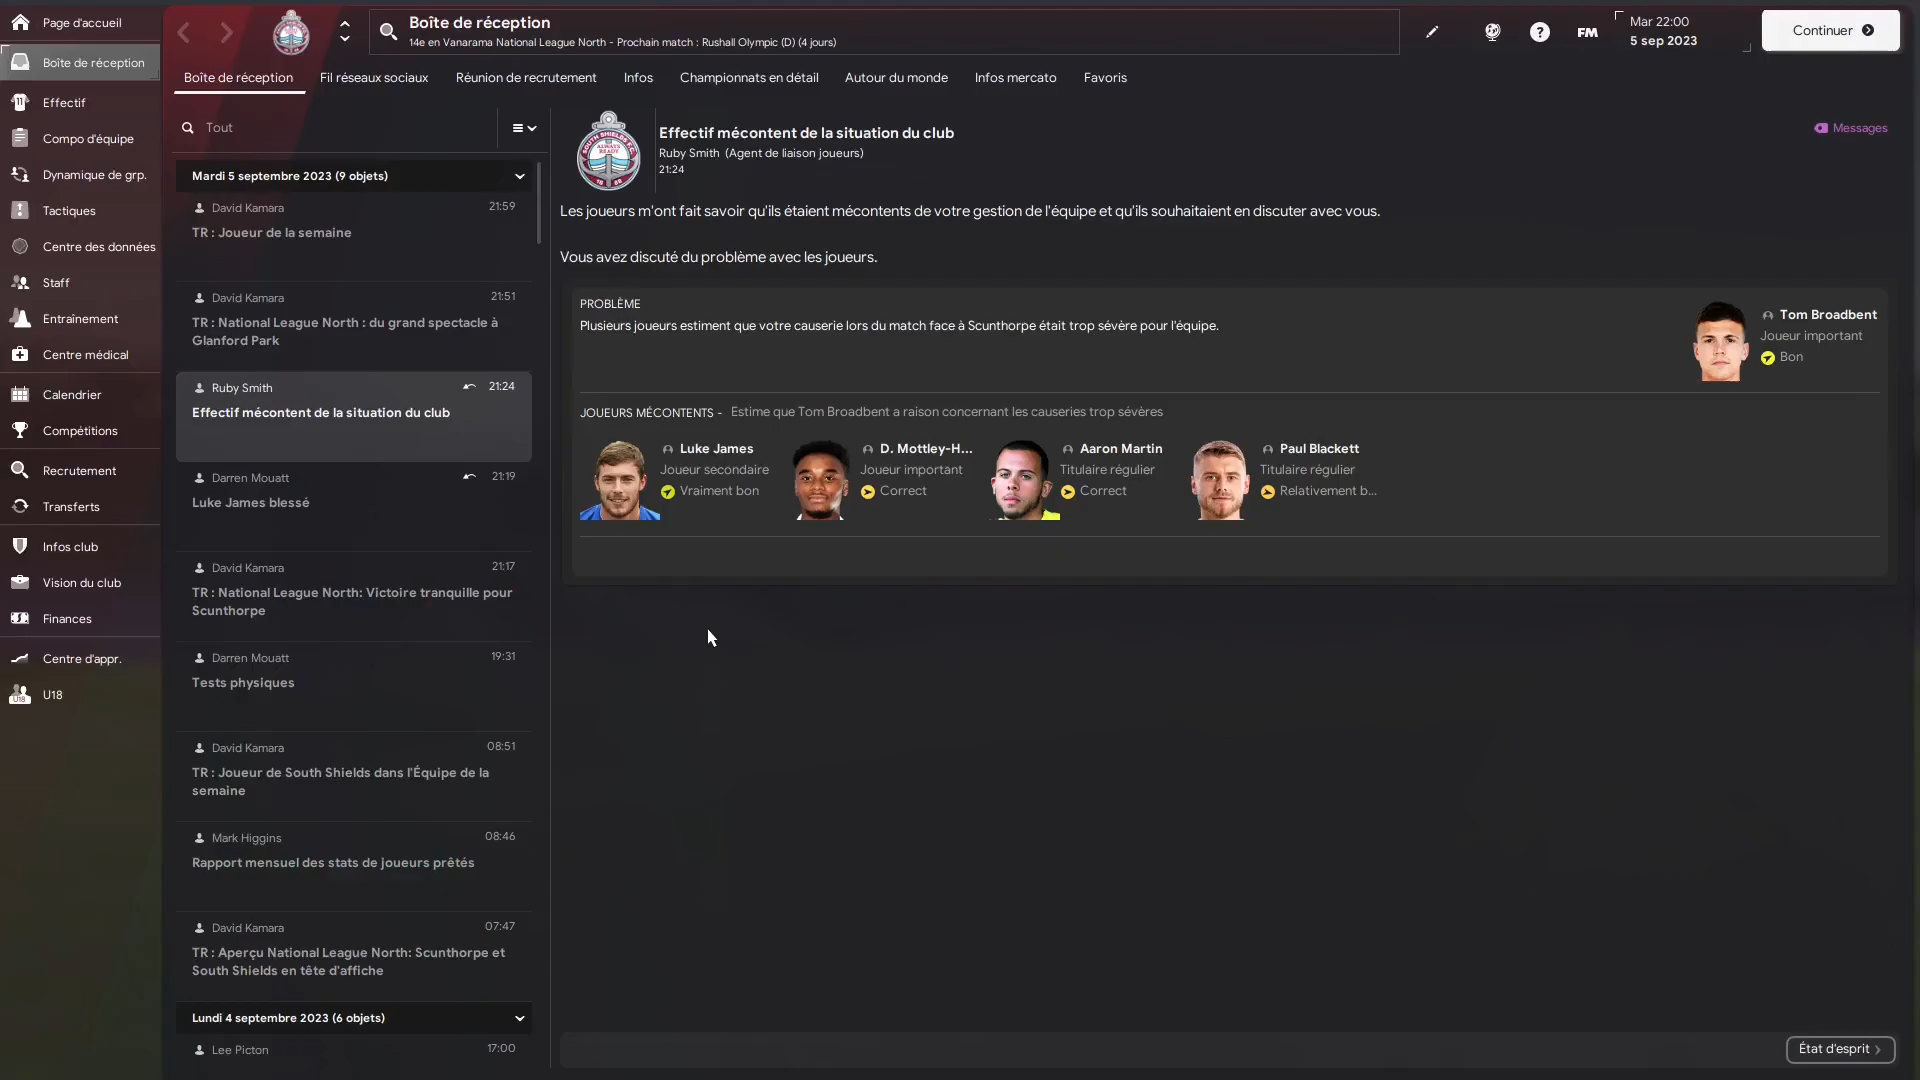 Page d'accueil
Boîte de réception
Effectif
Compo d'équipe
Dynamique de grp.
Tactiques
Centre des données
Staff
Entraînement
Centre médical
Calendrier
Compétitions
Recrutement
Transferts
Infos club
Vision du club
Finances
Centre d'appr.
U18
Boîte de réception
14e en Vanarama National League North - Prochain match : Rushall Olympic (D) (4 jours)
FM
Mar 22:00
5 sep 2023
Continuer
Boîte de réception
Fil réseaux sociaux
Réunion de recrutement
Infos
Championnats en détail
Autour du monde
Infos mercato
Favoris
Tout
Mardi 5 septembre 2023 (9 objets)
David Kamara 21:59
TR : Joueur de la semaine
David Kamara 21:51
TR : National League North : du grand spectacle à
Glanford Park
Ruby Smith 21:24
Effectif mécontent de la situation du club
Darren Mouatt 21:19
Luke James blessé
David Kamara 21:17
TR : National League North: Victoire tranquille pour
Scunthorpe
Darren Mouatt 19:31
Tests physiques
David Kamara 08:51
TR : Joueur de South Shields dans l'Équipe de la
semaine
Mark Higgins 08:46
Rapport mensuel des stats de joueurs prêtés
David Kamara 07:47
TR : Aperçu National League North: Scunthorpe et
South Shields en tête d'affiche
Lundi 4 septembre 2023 (6 objets)
Lee Picton 17:00
SOUTH SHIELDS F.C.
ALWAYS
READY
Effectif mécontent de la situation du club
Ruby Smith (Agent de liaison joueurs)
21:24
Messages
Les joueurs m'ont fait savoir qu'ils étaient mécontents de votre gestion de l'équipe et qu'ils souhaitaient en discuter avec vous.
Vous avez discuté du problème avec les joueurs.
PROBLÈME
Plusieurs joueurs estiment que votre causerie lors du match face à Scunthorpe était trop sévère pour l'équipe.
Tom Broadbent
Joueur important
Bon
JOUEURS MÉCONTENTS - Estime que Tom Broadbent a raison concernant les causeries trop sévères
Luke James
Joueur secondaire
Vraiment bon
D. Mottley-H...
Joueur important
Correct
Aaron Martin
Titulaire régulier
Correct
Paul Blackett
Titulaire régulier
Relativement b...
État d'esprit